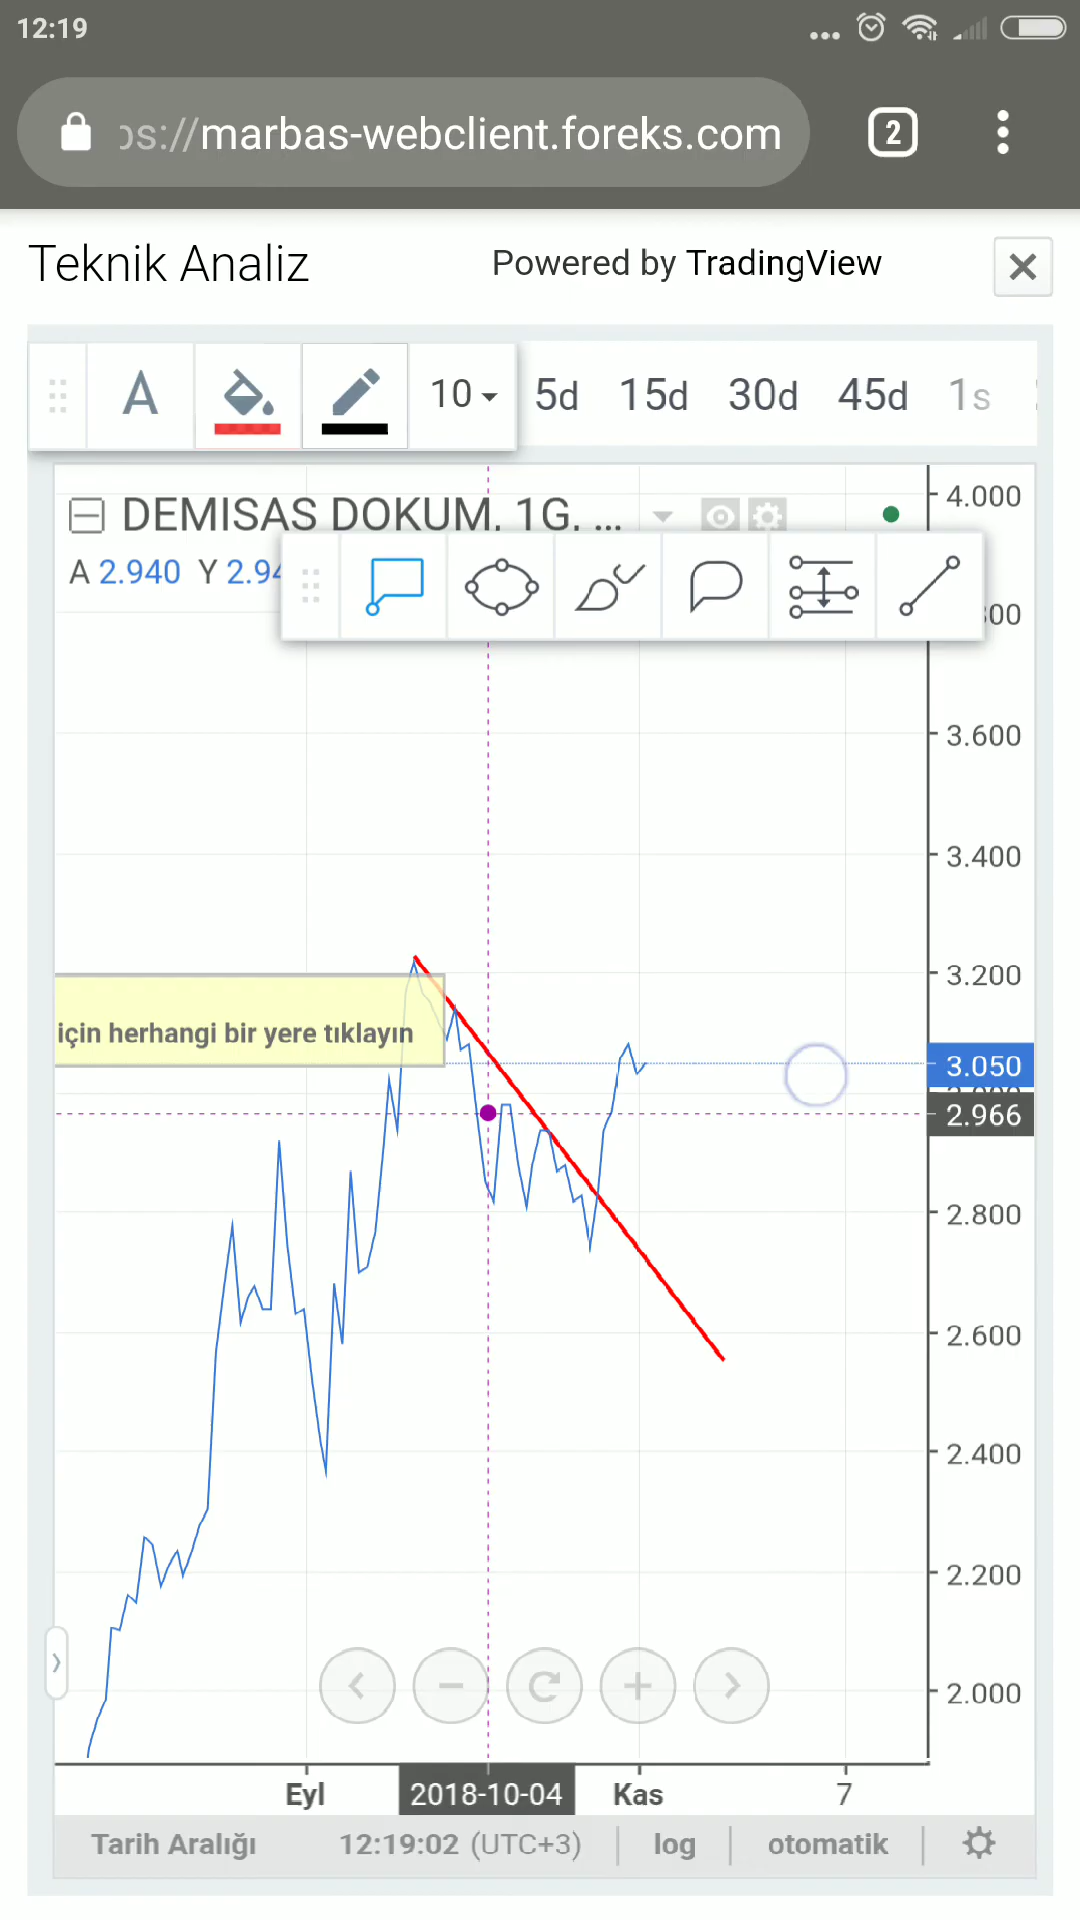 12:19
ps://marbas-webclient.foreks.com
2
Teknik Analiz
Powered by TradingView
A
10
5d 15d 30d 45d 1s
DEMISAS DOKUM, 1G, ...
A 2.940 Y 2.94
4.000
3.600
3.400
3.200
için herhangi bir yere tıklayın
3.050
2.966
2.800
2.600
2.400
2.200
2.000
Eyl 2018-10-04 Kas 7
Tarih Aralığı 12:19:02 (UTC+3) log otomatik